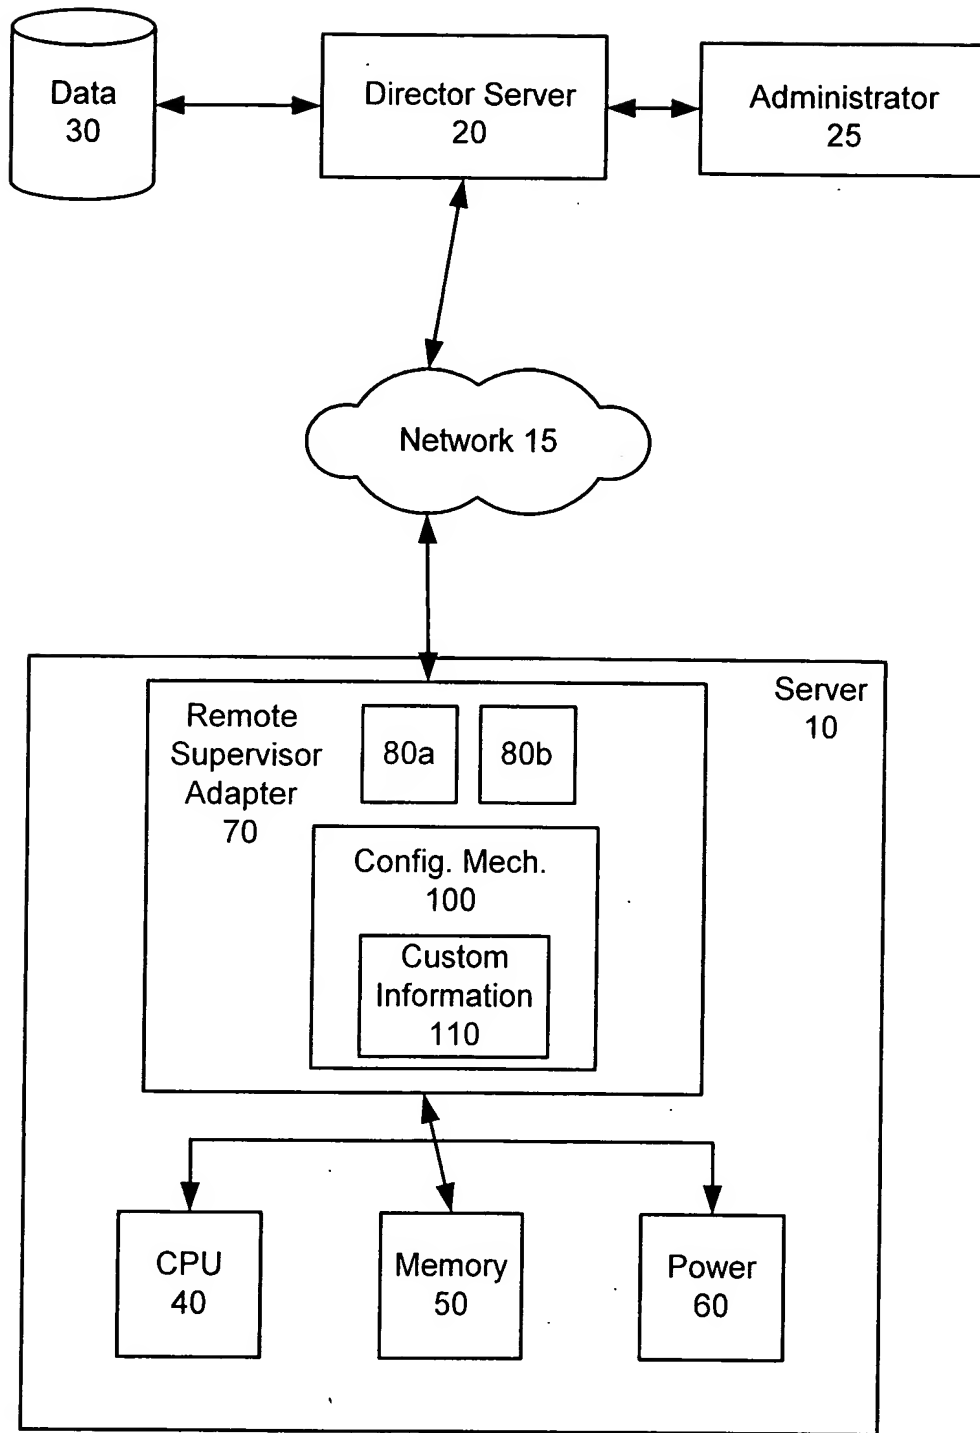 Data
30
Director Server
20
Administrator
25
Network 15
Server
10
Remote
Supervisor
Adapter
70
80a
80b
Config. Mech.
100
Custom
Information
110
CPU
40
Memory
50
Power
60